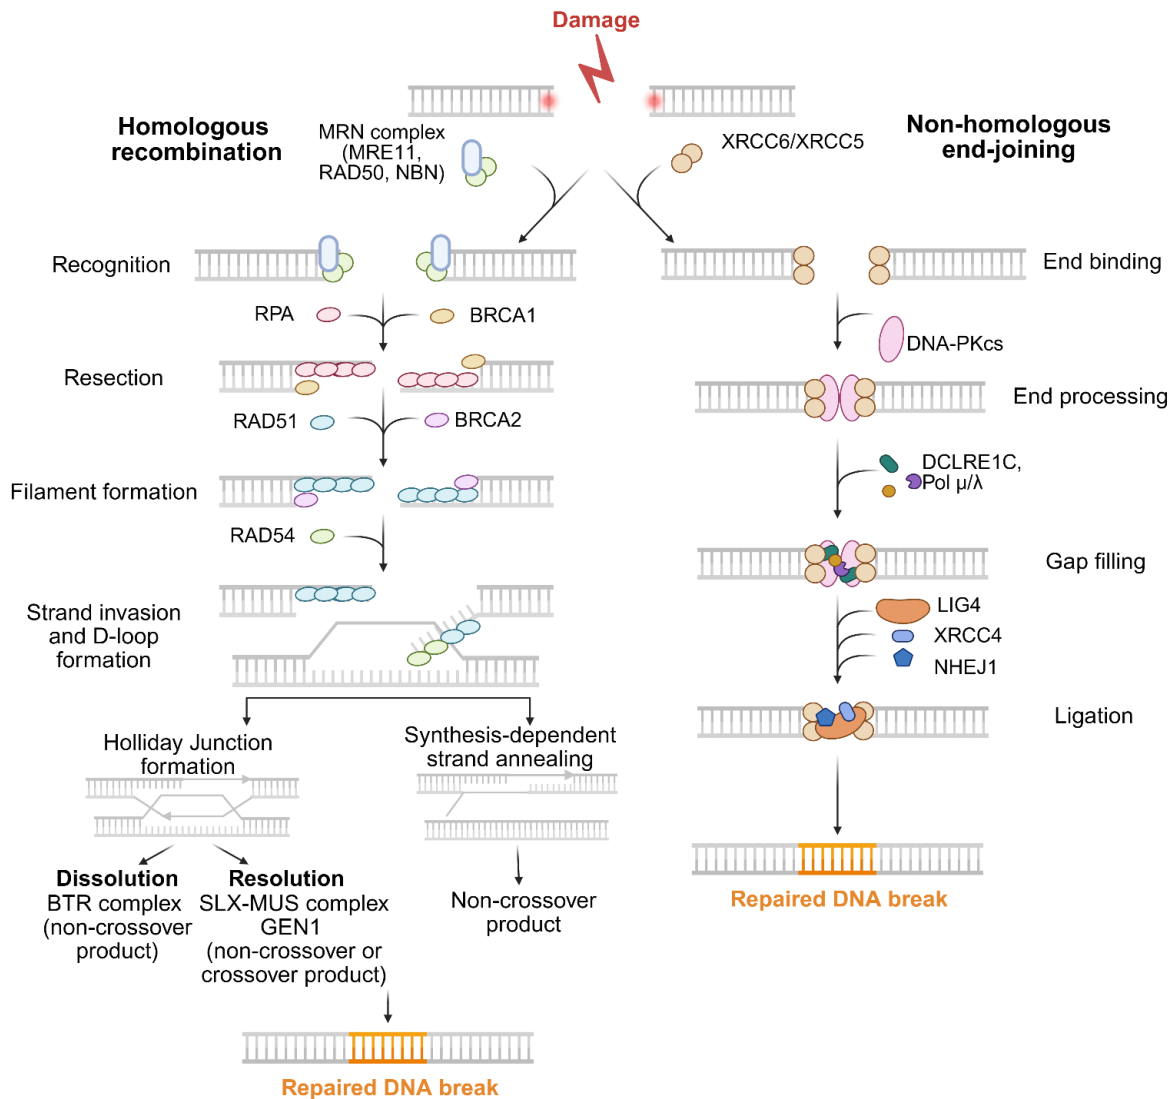 Damage
Homologous
recombination
MRN complex
(MRE11,
RAD50, NBN)
XRCC6/XRCC5
Non-homologous
end-joining
Recognition
RPA
BRCA1
Resection
RAD51
BRCA2
Filament formation
RAD54
Strand invasion
and D-loop
formation
Holliday Junction
formation
Synthesis-dependent
strand annealing
Dissolution
BTR complex
(non-crossover
product)
Resolution
SLX-MUS complex
GEN1
(non-crossover or
crossover product)
Non-crossover
product
Repaired DNA break
End binding
DNA-PKcs
End processing
DCLRE1C,
Pol μ/λ
Gap filling
LIG4
XRCC4
NHEJ1
Ligation
Repaired DNA break